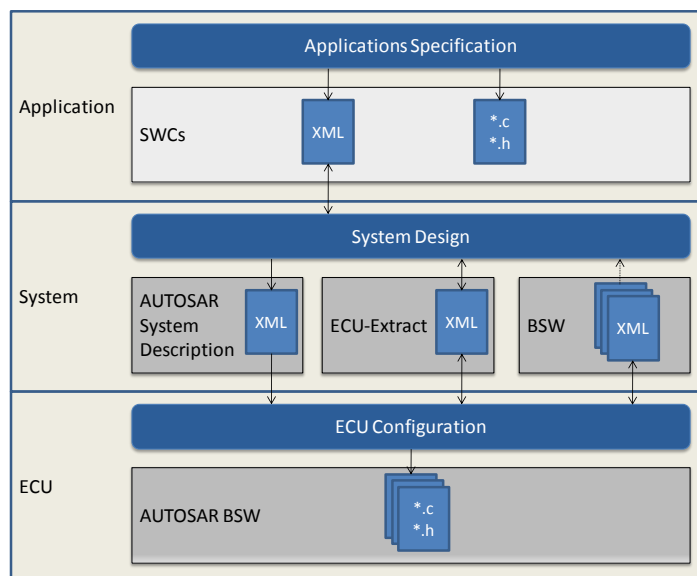 Applications Specification
Application
SWCs
XML
*.c
*.h
System Design
System
AUTOSAR
System
Description
XML
ECU-Extract
XML
BSW
XML
ECU Configuration
ECU
AUTOSAR BSW
*.c
*.h